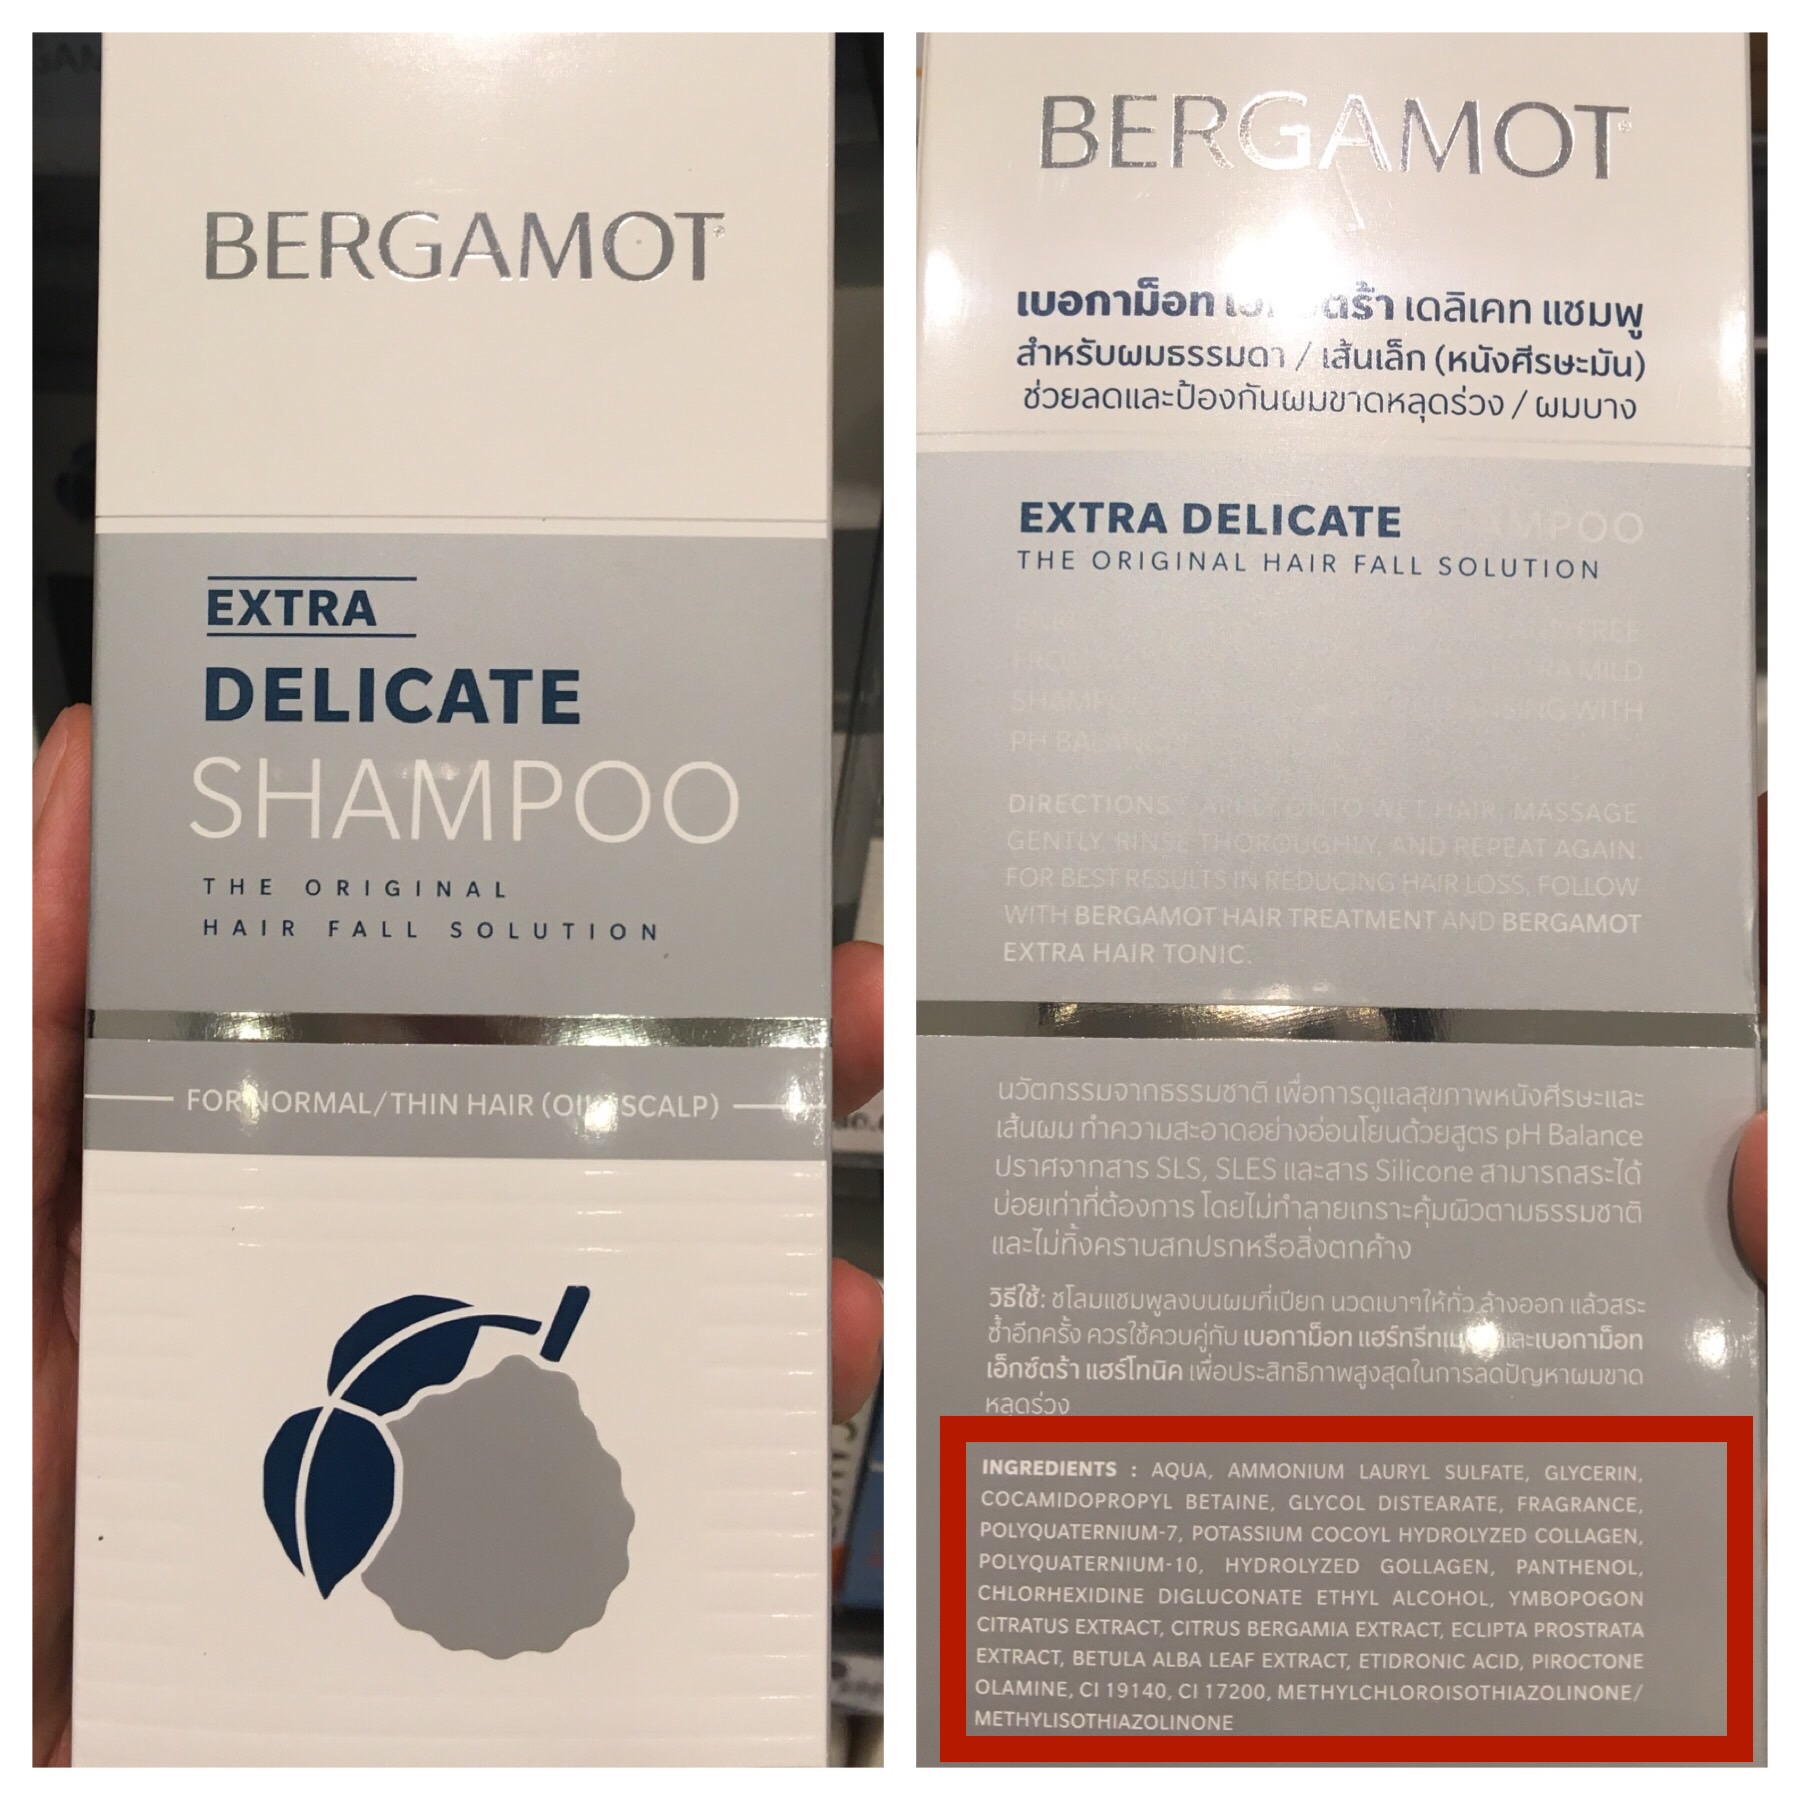 BERGAMOT
EXTRA
DELICATE
SHAMPOO
THE ORIGINAL
HAIR FALL SOLUTION
FOR NORMAL/THIN HAIR (OILY SCALP)
BERGAMOT
เบอกาม็อท เดลิเคท แชมพู
สำหรับผมธรรมดา / เส้นเล็ก (หนังศีรษะมัน)
ช่วยลดและป้องกันผมขาดหลุดร่วง / ผมบาง
EXTRA DELICATE SHAMPOO
THE ORIGINAL HAIR FALL SOLUTION
FREE
FROM MILD
WITH
PH
DIRECTIONS : APPLY ONTO WET HAIR, MASSAGE
GENTLY, RINSE THOROUGHLY, AND REPEAT AGAIN.
FOR BEST RESULTS IN REDUCING HAIR LOSS, FOLLOW
WITH BERGAMOT HAIR TREATMENT AND BERGAMOT
EXTRA HAIR TONIC.
นวัตกรรมจากธรรมชาติ เพื่อการดูแลสุขภาพหนังศีรษะและ
เส้นผม ทำความสะอาดอย่างอ่อนโยนด้วยสูตร pH Balance
ปราศจากสาร SLS, SLES และสาร Silicone สามารถสระได้
บ่อยเท่าที่ต้องการ โดยไม่ทำลายเกราะคุ้มผิวตามธรรมชาติ
และไม่ทิ้งคราบสกปรกหรือสิ่งตกค้าง
วิธีใช้: ชโลมแชมพูลงบนผมที่เปียก นวดเบาๆให้ทั่ว ล้างออก แล้วสระ
ซ้ำอีกครั้ง ควรใช้ควบคู่กับ เบอกาม็อท แฮร์ทรีทเมนท์ และเบอกาม็อท
เอ็กซ์ตร้า แฮร์โทนิค เพื่อประสิทธิภาพสูงสุดในการลดปัญหาผมขาด
หลุดร่วง
INGREDIENTS : AQUA, AMMONIUM LAURYL SULFATE, GLYCERIN,
COCAMIDOPROPYL BETAINE, GLYCOL DISTEARATE, FRAGRANCE,
POLYQUATERNIUM-7, POTASSIUM COCOYL HYDROLYZED COLLAGEN,
POLYQUATERNIUM-10, HYDROLYZED GOLLAGEN, PANTHENOL,
CHLORHEXIDINE DIGLUCONATE ETHYL ALCOHOL, YMBOPOGON
CITRATUS EXTRACT, CITRUS BERGAMIA EXTRACT, ECLIPTA PROSTRATA
EXTRACT, BETULA ALBA LEAF EXTRACT, ETIDRONIC ACID, PIROCTONE
OLAMINE, CI 19140, CI 17200, METHYLCHLOROISOTHIAZOLINONE/
METHYLISOTHIAZOLINONE